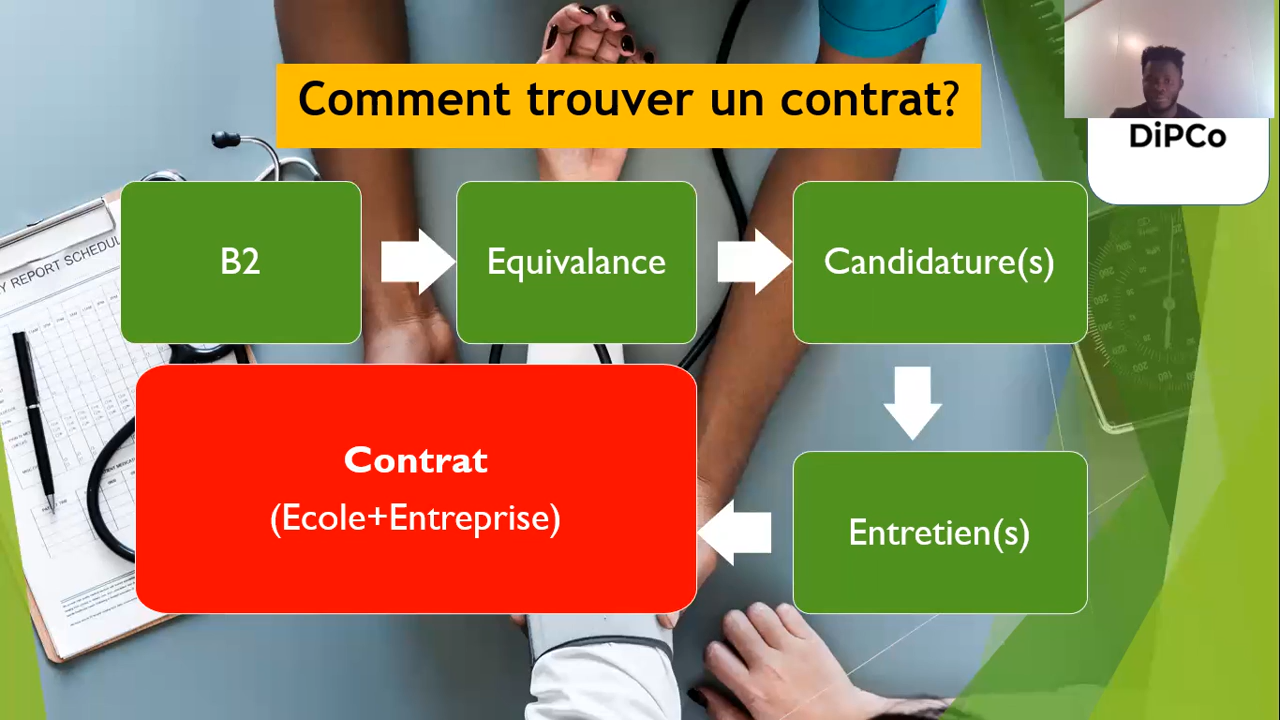 Comment trouver un contrat?
DiPCo
B2
Equivalance
Candidature(s)
Y REPORT SCHEDUL
Contrat
(Ecole+Entreprise)
Entretien(s)